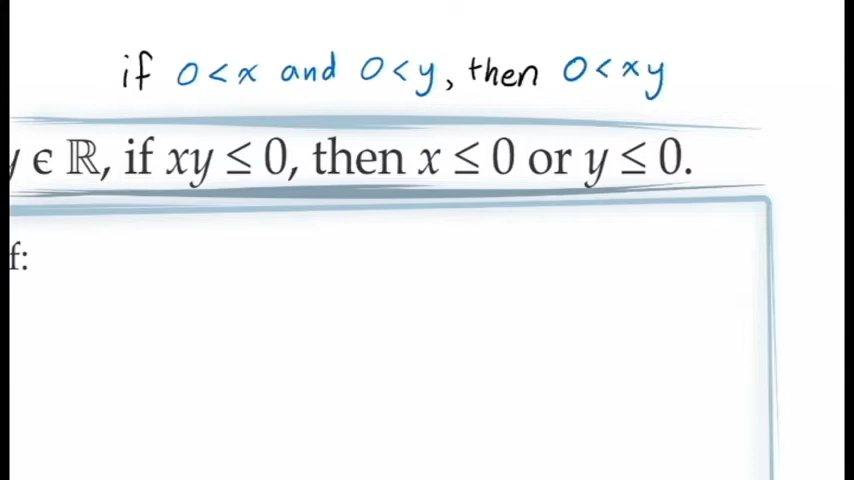 if 0 < x and 0 < y, then 0 < xy
y ϵ ℝ, if xy ≤ 0, then x ≤ 0 or y ≤ 0.
f: